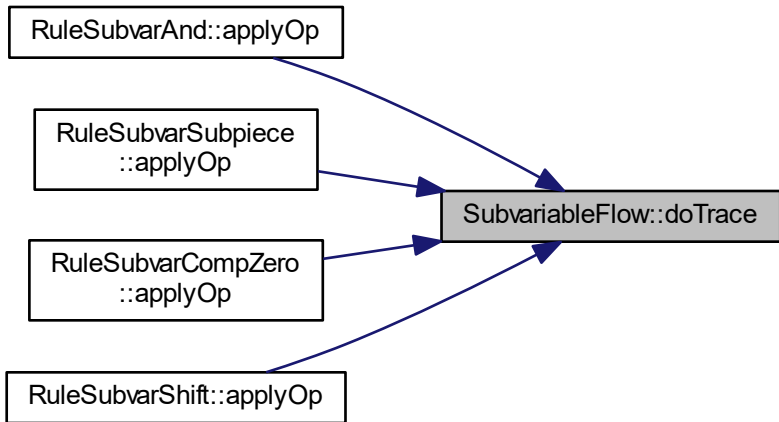 RuleSubvarAnd::applyOp
RuleSubvarSubpiece
::applyOp
SubvariableFlow::doTrace
RuleSubvarCompZero
::applyOp
RuleSubvarShift::applyOp